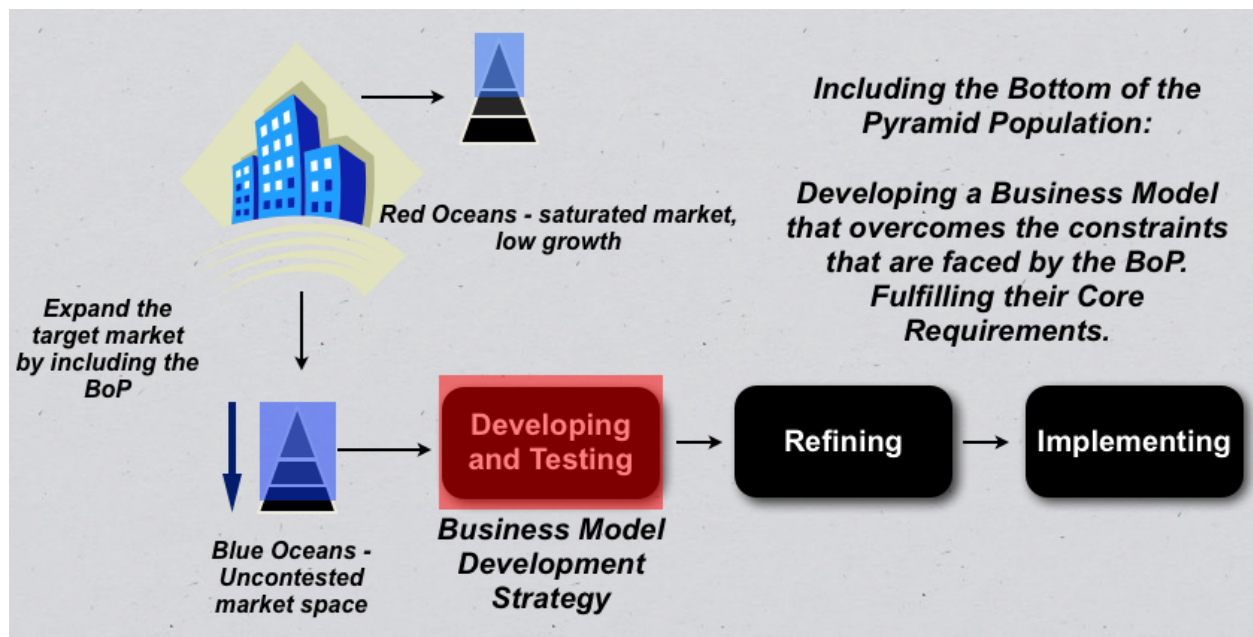 Including the Bottom of the
Pyramid Population:
Developing a Business Model
that overcomes the constraints
that are faced by the BoP.
Fulfilling their Core
Requirements.
Red Oceans - saturated market,
low growth
Expand the
target market
by including the
BoP
Developing
and Testing
Refining
Implementing
Business Model
Development
Strategy
Blue Oceans -
Uncontested
market space